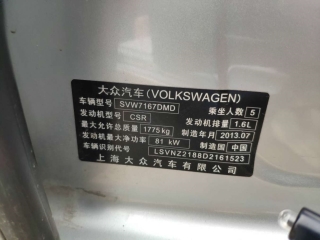 大众汽车(VOLKSWAGEN)
车辆型号 SVW7167DMD 乘坐人数 5
发动机型号 CSR 发动机排量 1.6L
最大允许总质量 1775kg 制造年月 2013.07
发动机最大净功率 81 kW 制造国 中国
车辆识别代号 LSVNZ2188D2161523
上海大众汽车有限公司